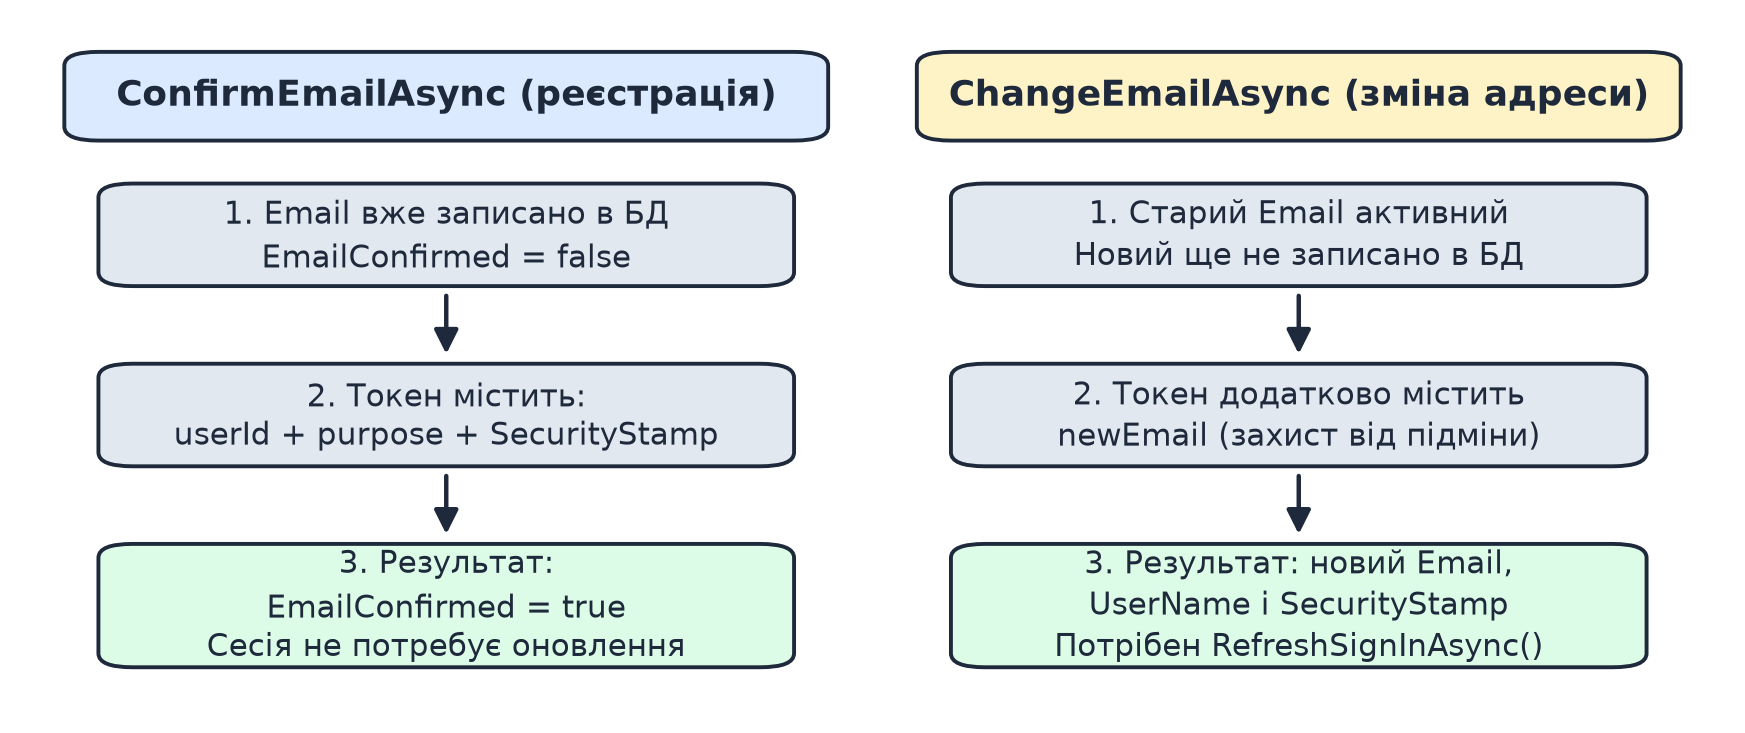 ConfirmEmailAsync (реєстрація)
1. Email вже записано в БД
EmailConfirmed = false
2. Токен містить:
userId + purpose + SecurityStamp
3. Результат:
EmailConfirmed = true
Сесія не потребує оновлення
ChangeEmailAsync (зміна адреси)
1. Старий Email активний
Новий ще не записано в БД
2. Токен додатково містить
newEmail (захист від підміни)
3. Результат: новий Email,
UserName і SecurityStamp
Потрібен RefreshSignInAsync()